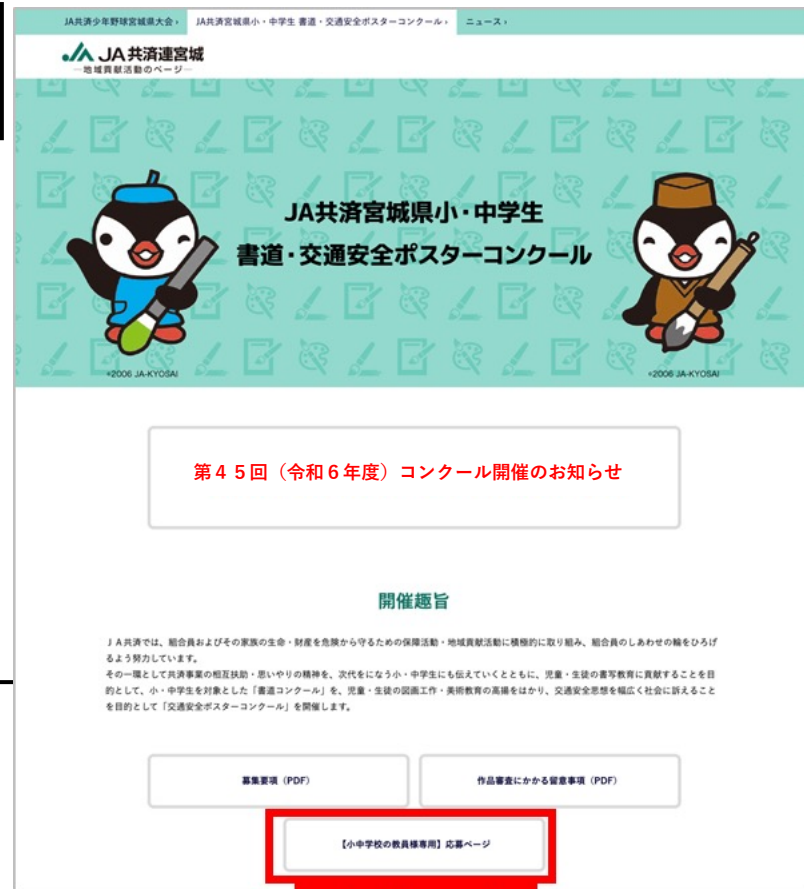 JA共済少年野球宮城県大会› JA共済宮城県小・中学生 書道・交通安全ポスターコンクール› ニュース›
JA共済連宮城
―地域貢献活動のページ―
JA共済宮城県小・中学生
書道・交通安全ポスターコンクール
©2006 JA-KYOSAI ©2006 JA-KYOSAI
第45回（令和6年度）コンクール開催のお知らせ
開催趣旨
ＪＡ共済では、組合員およびその家族の生命・財産を危険から守るための保障活動・地域貢献活動に積極的に取り組み、組合員のしあわせの輪をひろげ
るよう努力しています。
その一環として共済事業の相互扶助・思いやりの精神を、次代をになう小・中学生にも伝えていくとともに、児童・生徒の書写教育に貢献することを目
的として、小・中学生を対象とした「書道コンクール」を、児童・生徒の図画工作・美術教育の高揚をはかり、交通安全思想を幅広く社会に訴えること
を目的として「交通安全ポスターコンクール」を開催します。
募集要項（PDF） 作品審査にかかる留意事項（PDF）
【小中学校の教員様専用】応募ページ